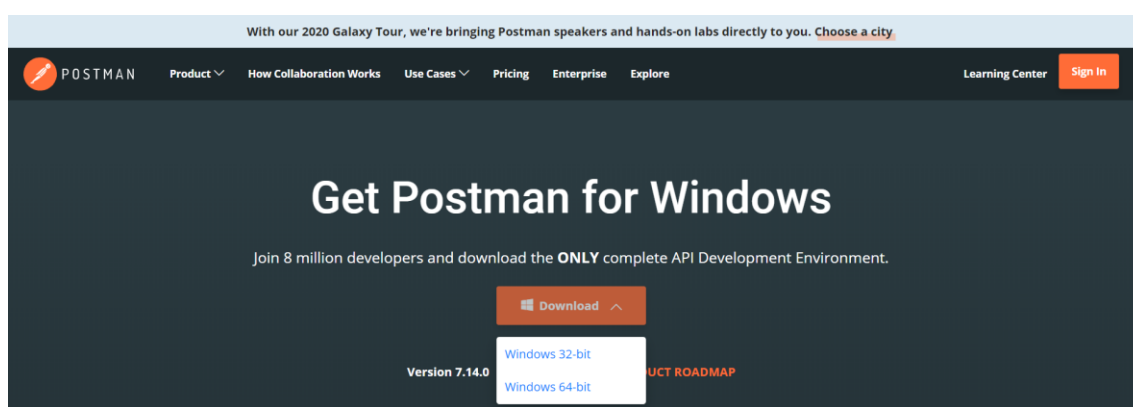 With our 2020 Galaxy Tour, we're bringing Postman speakers and hands-on labs directly to you. Choose a city
POSTMAN Product How Collaboration Works Use Cases Pricing Enterprise Explore Learning Center Sign In
Get Postman for Windows
Join 8 million developers and download the ONLY complete API Development Environment.
Download
Windows 32-bit
Version 7.14.0 UCT ROADMAP
Windows 64-bit